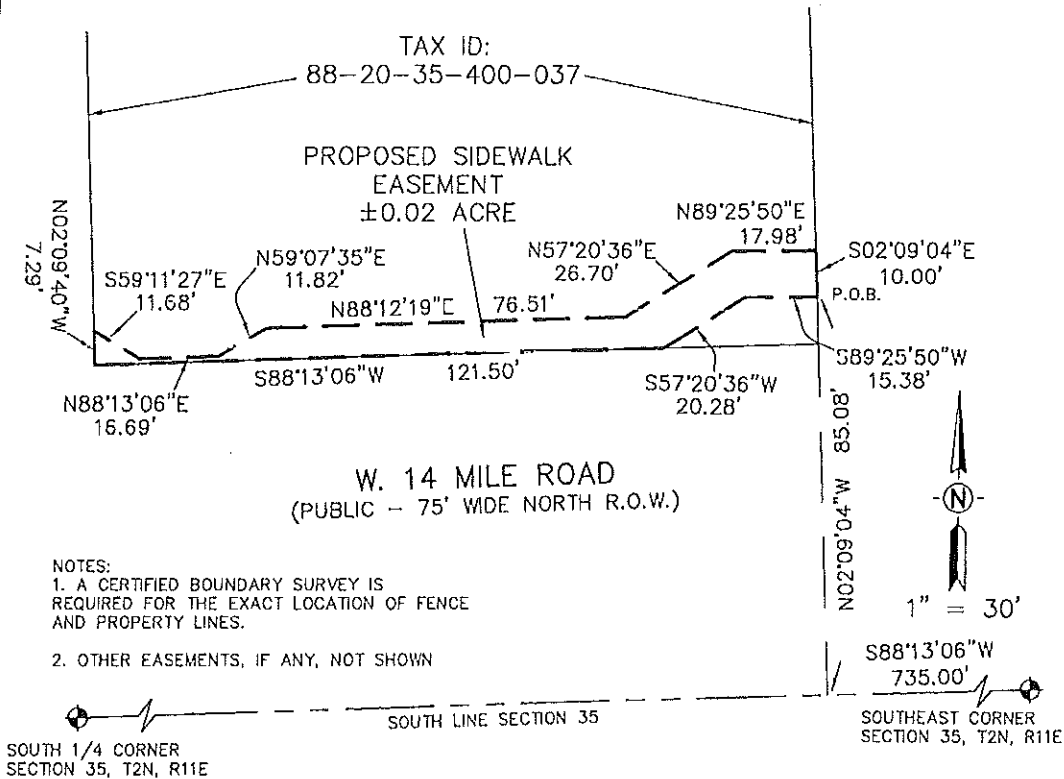 TAX ID:
88-20-35-400-037
PROPOSED SIDEWALK
EASEMENT
±0.02 ACRE
N02°09'40"W
7.29'
S59°11'27"E
11.68'
N59°07'35"E
11.82'
N88°12'19"E 76.51'
N57°20'36"E
26.70'
N89°25'50"E
17.98'
S02°09'04"E
10.00'
P.O.B.
N88°13'06"E
16.69'
S88°13'06"W 121.50'
S57°20'36"W
20.28'
S89°25'50"W
15.38'
W. 14 MILE ROAD
(PUBLIC - 75' WIDE NORTH R.O.W.)
N02°09'04"W 85.08'
N
1" = 30'
NOTES:
1. A CERTIFIED BOUNDARY SURVEY IS
REQUIRED FOR THE EXACT LOCATION OF FENCE
AND PROPERTY LINES.
2. OTHER EASEMENTS, IF ANY, NOT SHOWN
S88°13'06"W
735.00'
SOUTH LINE SECTION 35
SOUTH 1/4 CORNER
SECTION 35, T2N, R11E
SOUTHEAST CORNER
SECTION 35, T2N, R11E